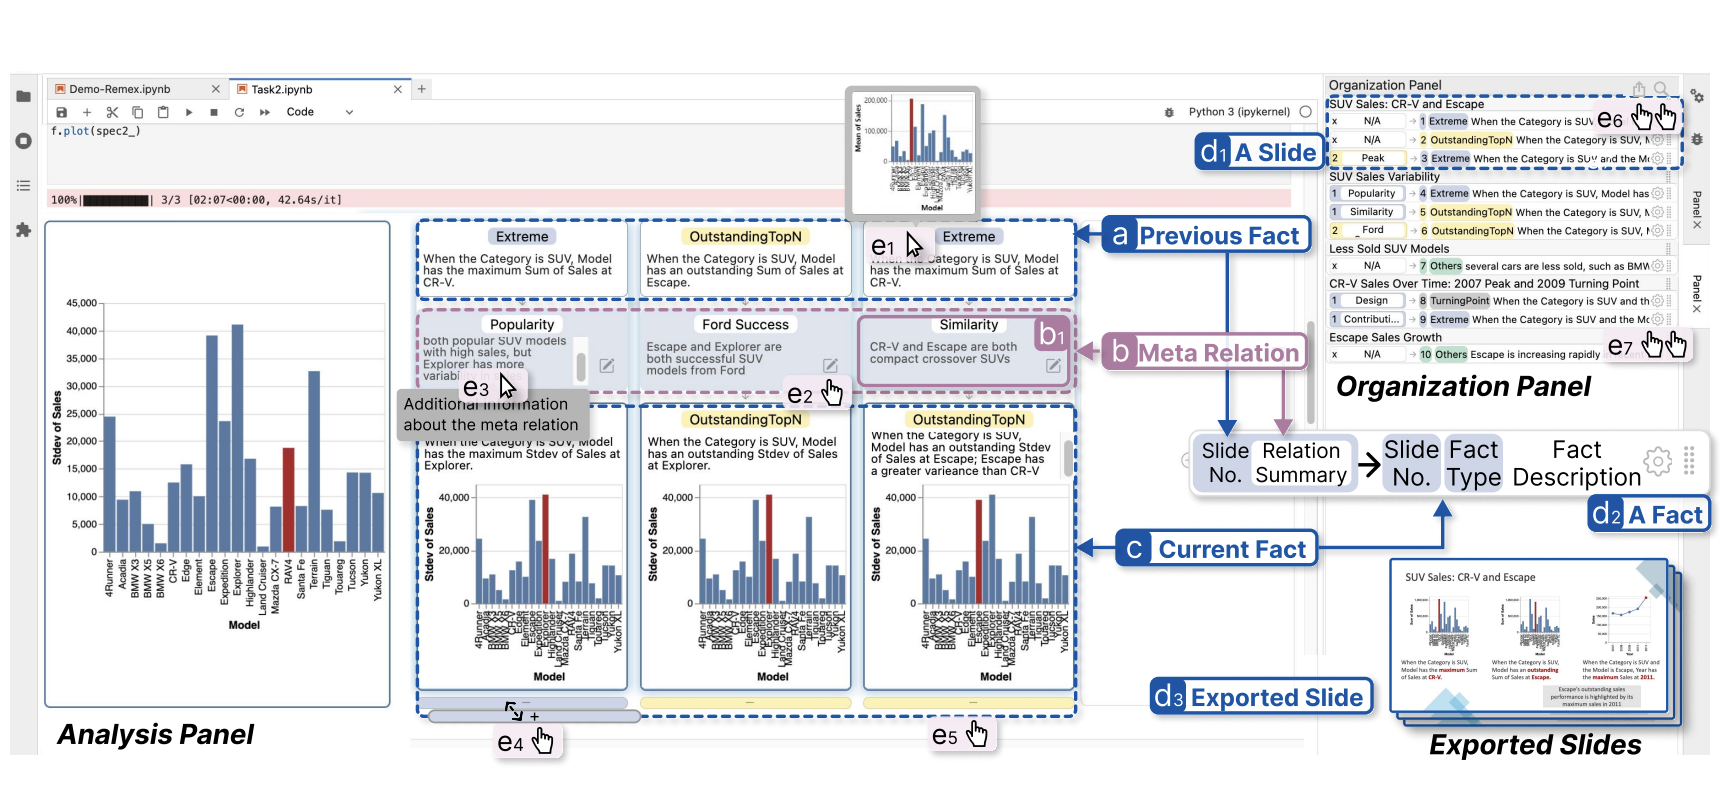 Demo-Remex.ipynb
Task2.ipynb
Code
Python 3 (ipykernel)
f.plot(spec2_)
100%| | 3/3 [02:07<00:00, 42.64s/it]
45,000
40,000
35,000
30,000
25,000
20,000
15,000
10,000
5,000
0
Stdev of Sales
4Runner
Acadia
BMW X3
BMW X5
BMW X6
CR-V
Edge
Element
Escape
Expedition
Explorer
Highlander
Land Cruiser
Mazda CX-7
RAV4
Santa Fe
Terrain
Tiguan
Touareg
Tucson
Yukon
Yukon XL
Model
Analysis Panel
200,000
100,000
0
Mean of Sales
Model
Extreme
When the Category is SUV, Model
has the maximum Sum of Sales at
CR-V.
OutstandingTopN
When the Category is SUV, Model
has an outstanding Sum of Sales at
Escape.
e1
Extreme
When the Category is SUV, Model
has the maximum Sum of Sales at
CR-V.
a Previous Fact
Popularity
both popular SUV models
with high sales, but
Explorer has more
variability in
e3
Additional information
about the meta relation
Ford Success
Escape and Explorer are
both successful SUV
models from Ford
e2
Similarity
b1
CR-V and Escape are both
compact crossover SUVs
b Meta Relation
When the Category is SUV, Model
has the maximum Stdev of Sales at
Explorer.
40,000
20,000
0
Stdev of Sales
Model
OutstandingTopN
When the Category is SUV, Model
has an outstanding Stdev of Sales
at Explorer.
40,000
20,000
0
Stdev of Sales
Model
OutstandingTopN
When the Category is SUV,
Model has an outstanding Stdev
of Sales at Escape; Escape has
a greater varieance than CR-V
40,000
20,000
0
Stdev of Sales
Model
c Current Fact
+
e4
e5
Organization Panel
SUV Sales: CR-V and Escape
x N/A → 1 Extreme When the Category is SUV
x N/A → 2 OutstandingTopN When the Category is SUV,
2 Peak → 3 Extreme When the Category is SUV and the Mo
e6
d1 A Slide
SUV Sales Variability
1 Popularity → 4 Extreme When the Category is SUV, Model has
1 Similarity → 5 OutstandingTopN When the Category is SUV,
2 Ford → 6 OutstandingTopN When the Category is SUV,
Less Sold SUV Models
x N/A → 7 Others several cars are less sold, such as BMW
CR-V Sales Over Time: 2007 Peak and 2009 Turning Point
1 Design → 8 TurningPoint When the Category is SUV and th
1 Contributi... → 9 Extreme When the Category is SUV and the Mo
Escape Sales Growth
x N/A → 10 Others Escape is increasing rapidly
e7
Panel
Panel
Organization Panel
Slide
No.
Relation
Summary
→
Slide
No.
Fact
Type
Fact
Description
d2 A Fact
d3 Exported Slide
SUV Sales: CR-V and Escape
When the Category is SUV,
Model has the maximum Sum
of Sales at CR-V.
When the Category is SUV,
Model has an outstanding
Sum of Sales at Escape.
When the Category is SUV and
the Model is Escape, Year has
the maximum Sales at 2011.
Escape's outstanding sales
performance is highlighted by its
maximum sales in 2011
Exported Slides